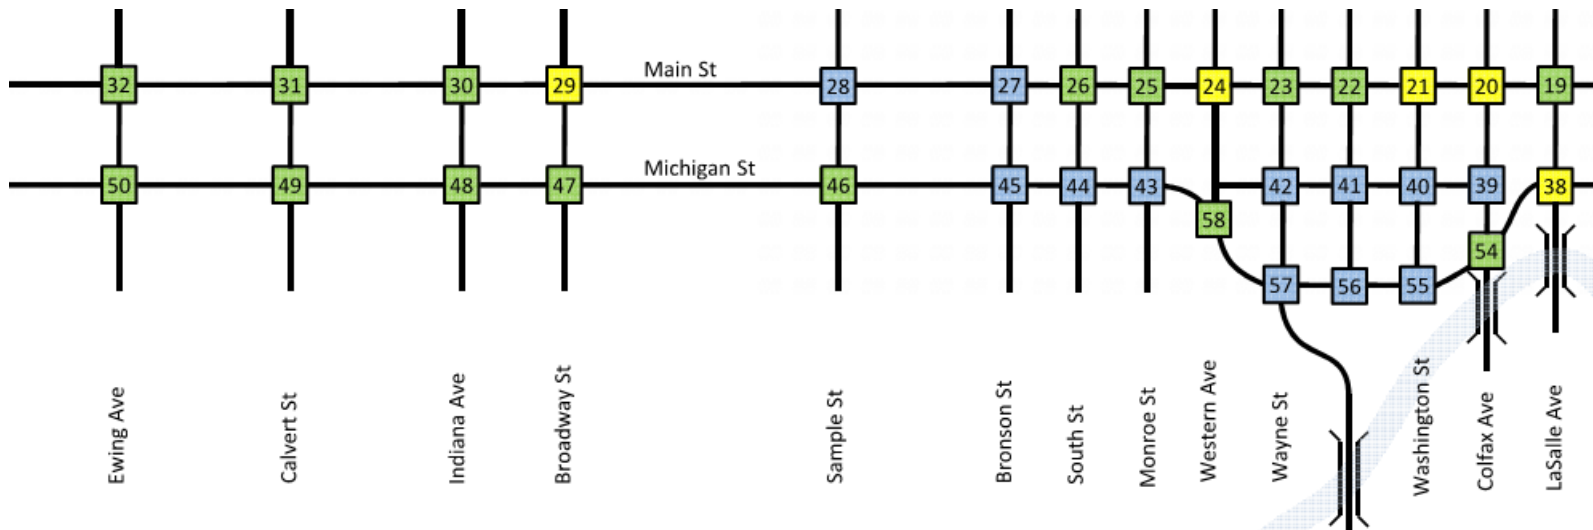 Main St
32 31 30 29 28 27 26 25 24 23 22 21 20 19
Michigan St
50 49 48 47 46 45 44 43 42 41 40 39 38
58
54
57 56 55
Ewing Ave
Calvert St
Indiana Ave
Broadway St
Sample St
Bronson St
South St
Monroe St
Western Ave
Wayne St
Washington St
Colfax Ave
LaSalle Ave